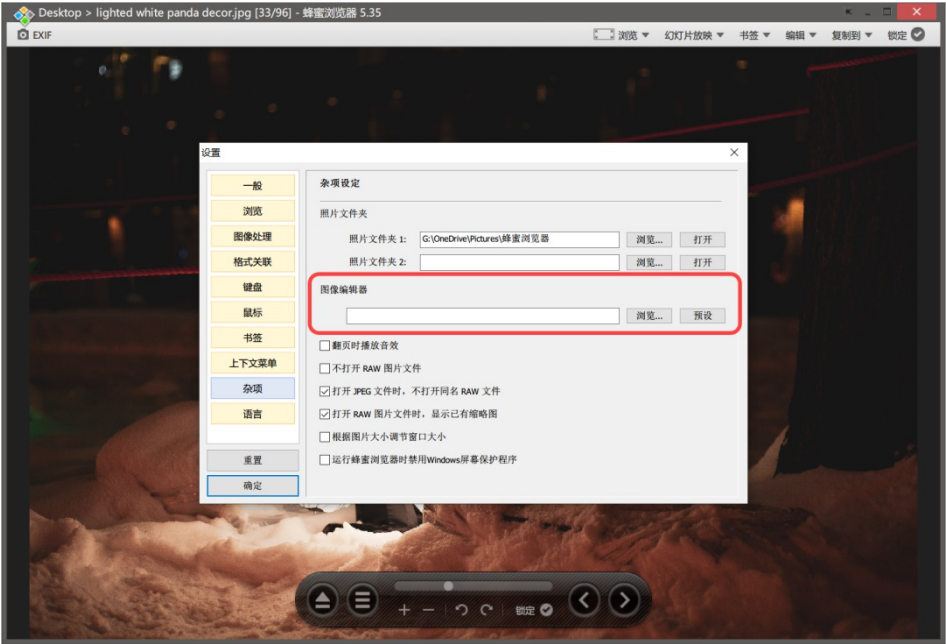 Desktop > lighted white panda decor.jpg [33/96] - 蜂蜜浏览器 5.35
EXIF
浏览
幻灯片放映
书签
编辑
复制到
锁定
设置
一般
浏览
图像处理
格式关联
键盘
鼠标
书签
上下文菜单
杂项
语言
重置
确定
杂项设定
照片文件夹
照片文件夹 1: G:\OneDrive\Pictures\蜂蜜浏览器 浏览... 打开
照片文件夹 2: 浏览... 打开
图像编辑器
浏览... 预设
翻页时播放音效
不打开 RAW 图片文件
打开 JPEG 文件时，不打开同名 RAW 文件
打开 RAW 图片文件时，显示已有缩略图
根据图片大小调节窗口大小
运行蜂蜜浏览器时禁用Windows屏幕保护程序
锁定